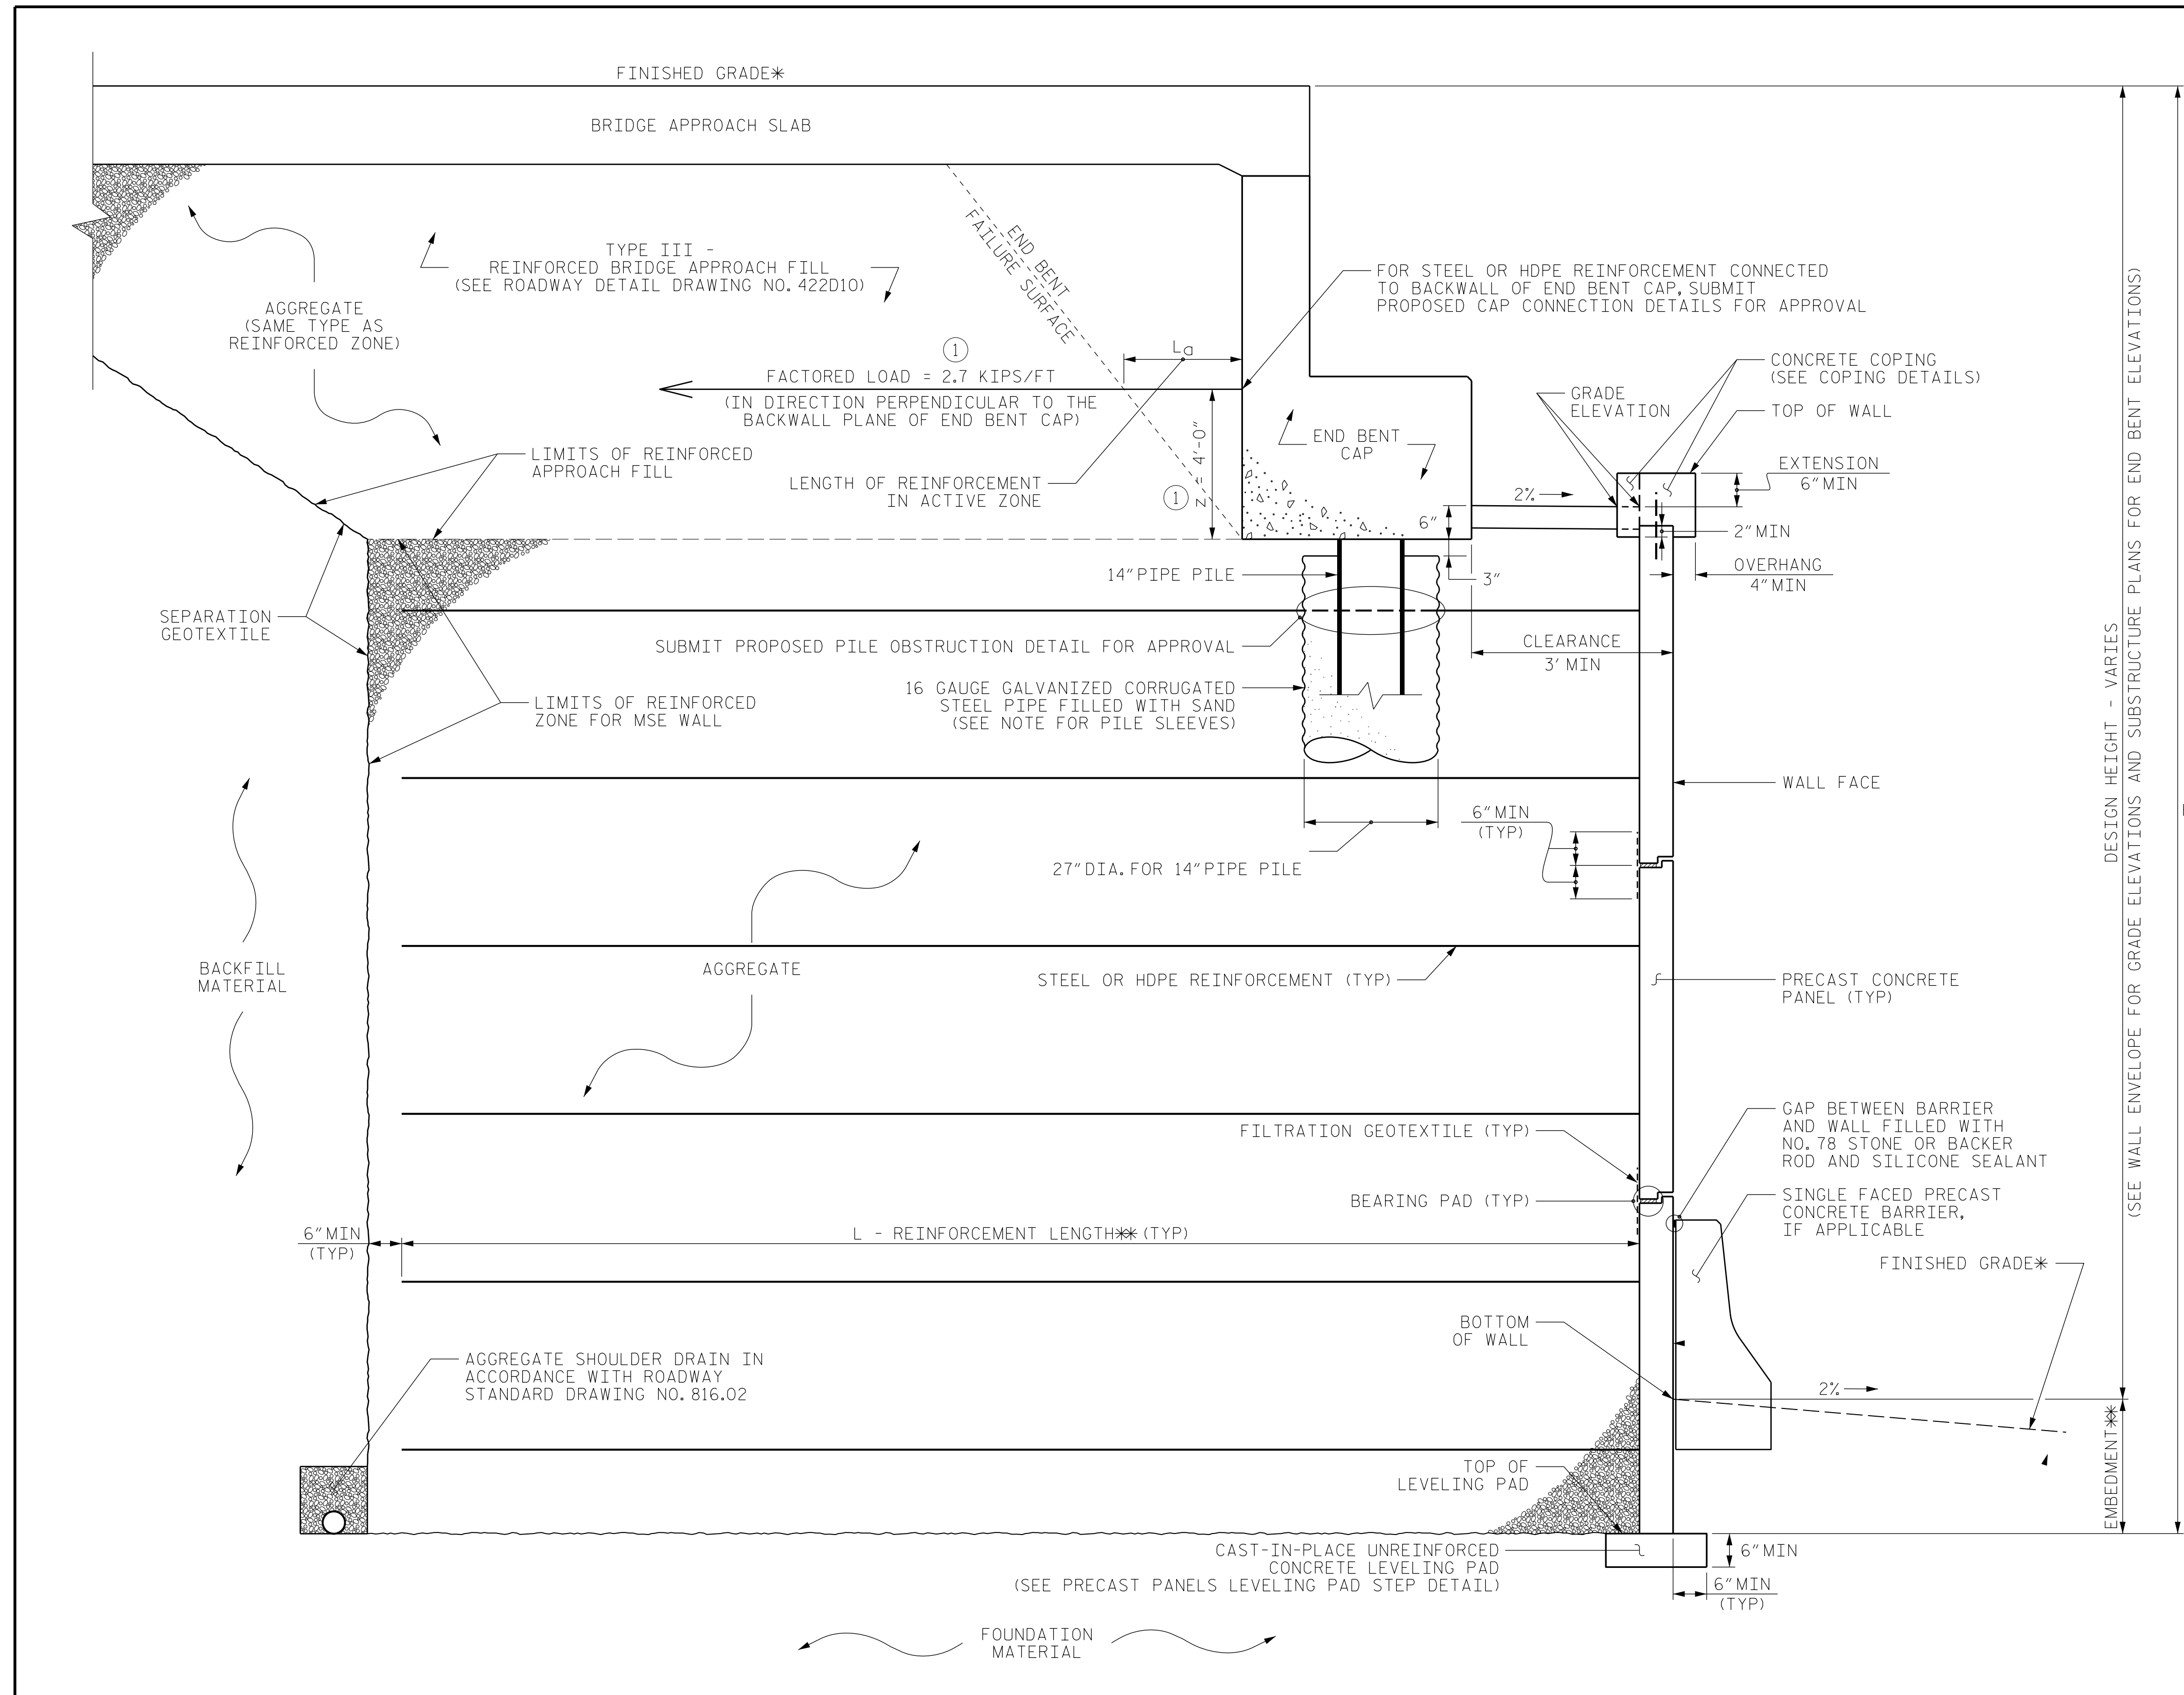 FINISHED GRADE*
BRIDGE APPROACH SLAB
END BENT
FAILURE SURFACE
TYPE III -
REINFORCED BRIDGE APPROACH FILL
(SEE ROADWAY DETAIL DRAWING NO. 422D10)
AGGREGATE
(SAME TYPE AS
REINFORCED ZONE)
FOR STEEL OR HDPE REINFORCEMENT CONNECTED
TO BACKWALL OF END BENT CAP, SUBMIT
PROPOSED CAP CONNECTION DETAILS FOR APPROVAL
1
La
FACTORED LOAD = 2.7 KIPS/FT
(IN DIRECTION PERPENDICULAR TO THE
BACKWALL PLANE OF END BENT CAP)
CONCRETE COPING
(SEE COPING DETAILS)
GRADE
ELEVATION
TOP OF WALL
END BENT
CAP
LIMITS OF REINFORCED
APPROACH FILL
z = 4'-0"
1
LENGTH OF REINFORCEMENT
IN ACTIVE ZONE
EXTENSION
6" MIN
2%
6"
2" MIN
3"
OVERHANG
4" MIN
14" PIPE PILE
SEPARATION
GEOTEXTILE
SUBMIT PROPOSED PILE OBSTRUCTION DETAIL FOR APPROVAL
CLEARANCE
3' MIN
16 GAUGE GALVANIZED CORRUGATED
STEEL PIPE FILLED WITH SAND
(SEE NOTE FOR PILE SLEEVES)
LIMITS OF REINFORCED
ZONE FOR MSE WALL
WALL FACE
6" MIN
(TYP)
27" DIA. FOR 14" PIPE PILE
BACKFILL
MATERIAL
AGGREGATE
STEEL OR HDPE REINFORCEMENT (TYP)
PRECAST CONCRETE
PANEL (TYP)
FILTRATION GEOTEXTILE (TYP)
GAP BETWEEN BARRIER
AND WALL FILLED WITH
NO. 78 STONE OR BACKER
ROD AND SILICONE SEALANT
BEARING PAD (TYP)
SINGLE FACED PRECAST
CONCRETE BARRIER,
IF APPLICABLE
6" MIN
(TYP)
L - REINFORCEMENT LENGTH** (TYP)
FINISHED GRADE*
BOTTOM
OF WALL
AGGREGATE SHOULDER DRAIN IN
ACCORDANCE WITH ROADWAY
STANDARD DRAWING NO. 816.02
2%
TOP OF
LEVELING PAD
CAST-IN-PLACE UNREINFORCED
CONCRETE LEVELING PAD
(SEE PRECAST PANELS LEVELING PAD STEP DETAIL)
6" MIN
6" MIN
(TYP)
FOUNDATION
MATERIAL
DESIGN HEIGHT - VARIES
(SEE WALL ENVELOPE FOR GRADE ELEVATIONS AND SUBSTRUCTURE PLANS FOR END BENT ELEVATIONS)
EMBEDMENT**